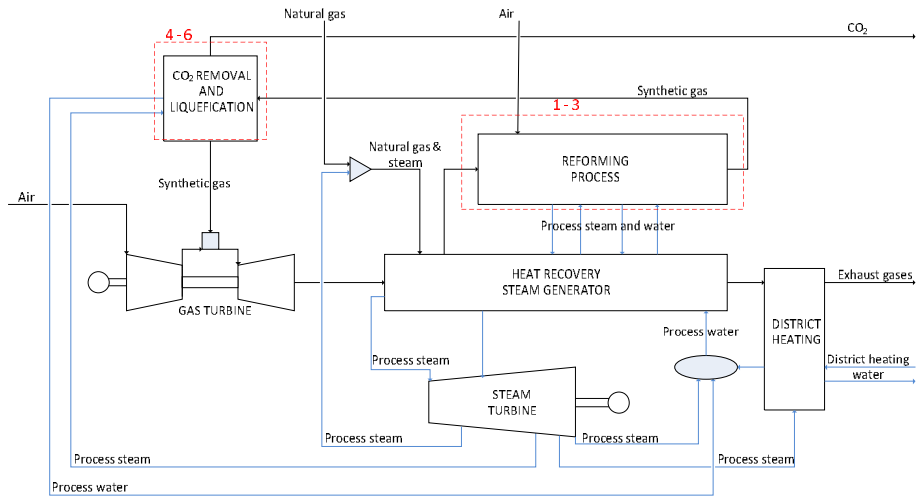 Natural gas
Air
CO₂
4-6
CO₂ REMOVAL
AND
LIQUEFICATION
Synthetic gas
1-3
Natural gas &
steam
REFORMING
PROCESS
Synthetic gas
Air
Process steam and water
HEAT RECOVERY
STEAM GENERATOR
Exhaust gases
GAS TURBINE
DISTRICT
HEATING
Process water
Process steam
District heating
water
STEAM
TURBINE
Process steam
Process steam
Process steam
Process steam
Process water